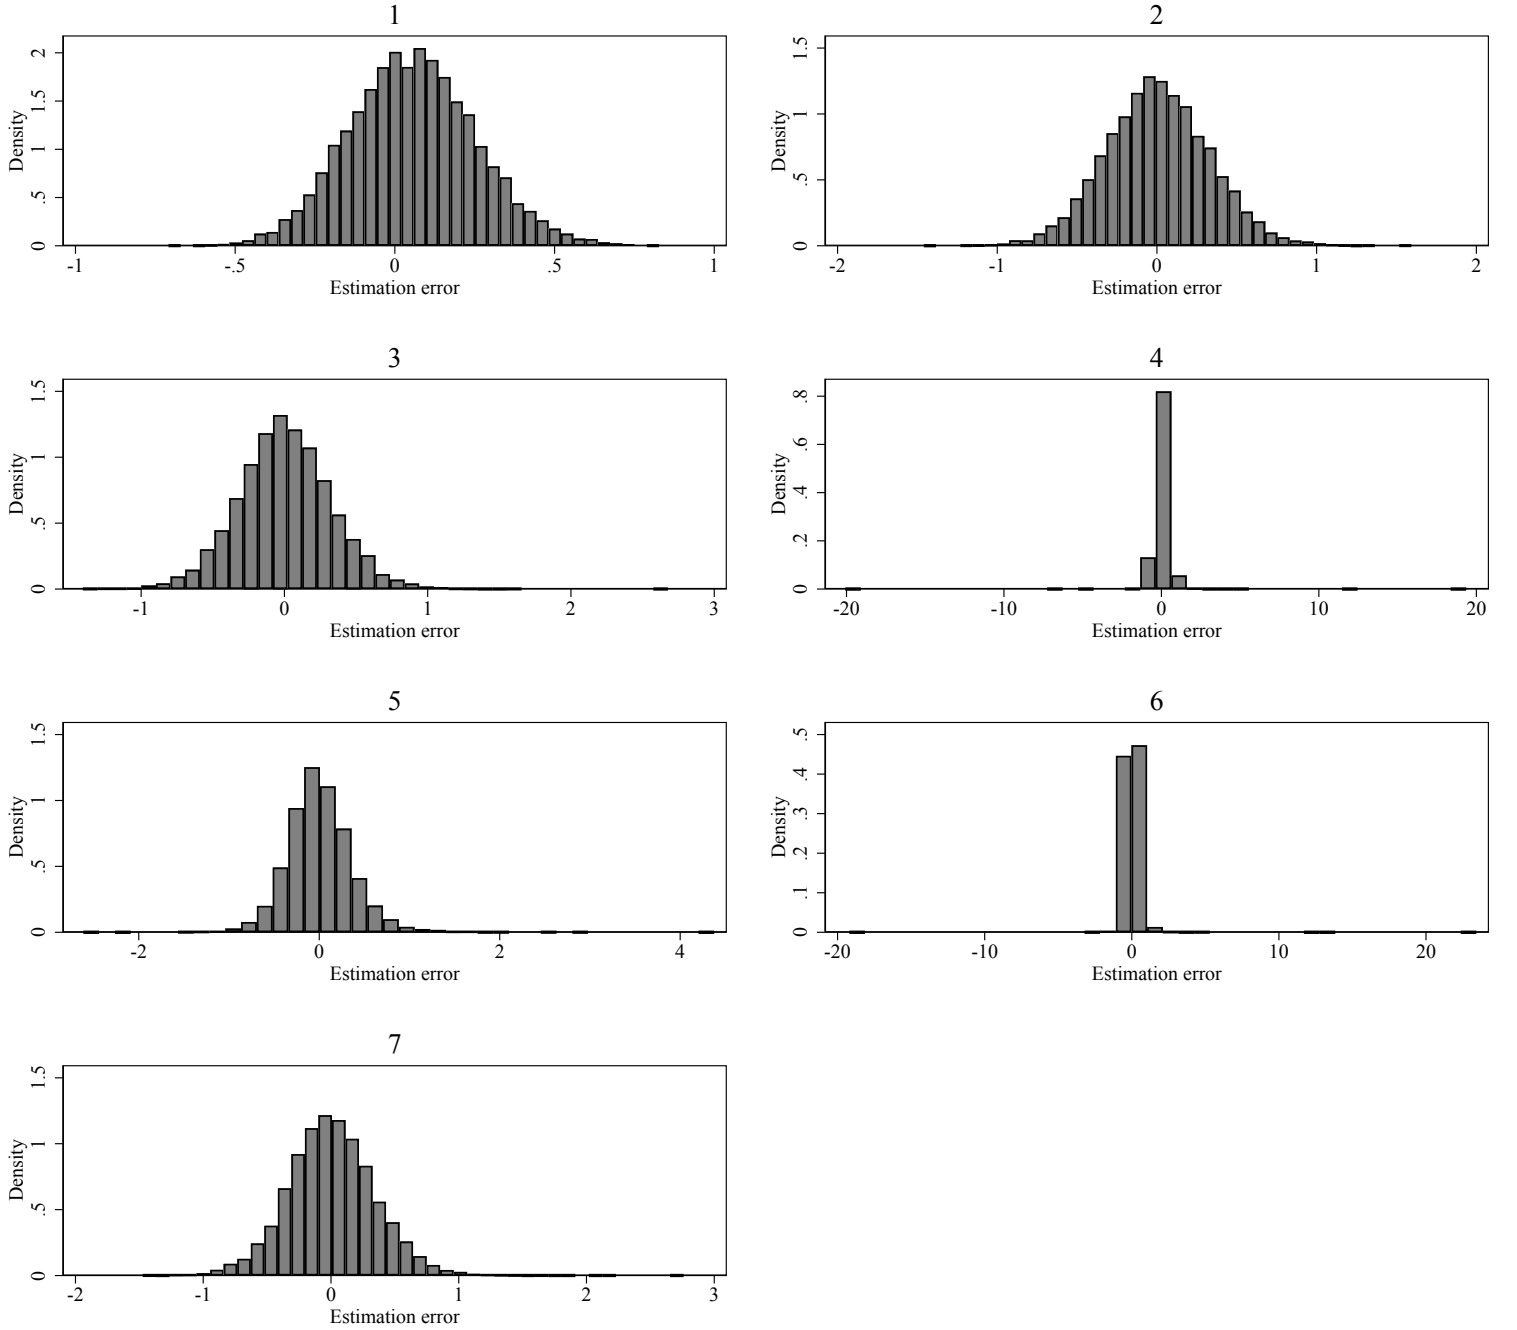 1
Density
0 .5 1 1.5 2
-1 -.5 0 .5 1
Estimation error
2
Density
0 .5 1 1.5
-2 -1 0 1 2
Estimation error
3
Density
0 .5 1 1.5
-1 0 1 2 3
Estimation error
4
Density
0 .2 .4 .6 .8
-20 -10 0 10 20
Estimation error
5
Density
0 .5 1 1.5
-2 0 2 4
Estimation error
6
Density
0 .1 .2 .3 .4 .5
-20 -10 0 10 20
Estimation error
7
Density
0 .5 1 1.5
-2 -1 0 1 2 3
Estimation error